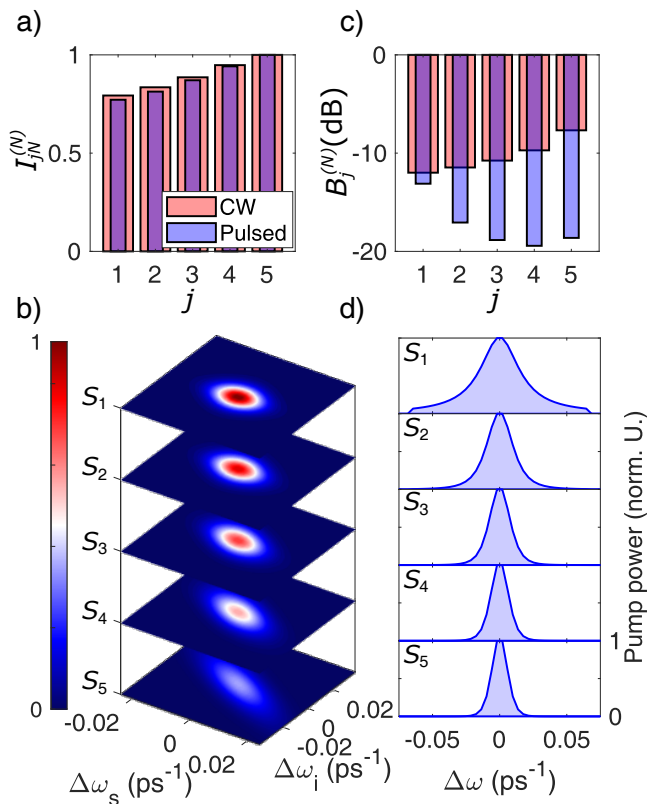 a)
I_{jN}^{(N)}
1
0.5
0
CW
Pulsed
1 2 3 4 5
j
c)
B_j^{(N)}(dB)
0
-10
-20
1 2 3 4 5
j
b)
1
0
S_1
S_2
S_3
S_4
S_5
-0.02
0
0.02
Δω_s (ps^{-1})
-0.02
0
0.02
Δω_i (ps^{-1})
d)
S_1
S_2
S_3
S_4
S_5
1
0
Pump power (norm. U.)
-0.05 0 0.05
Δω (ps^{-1})